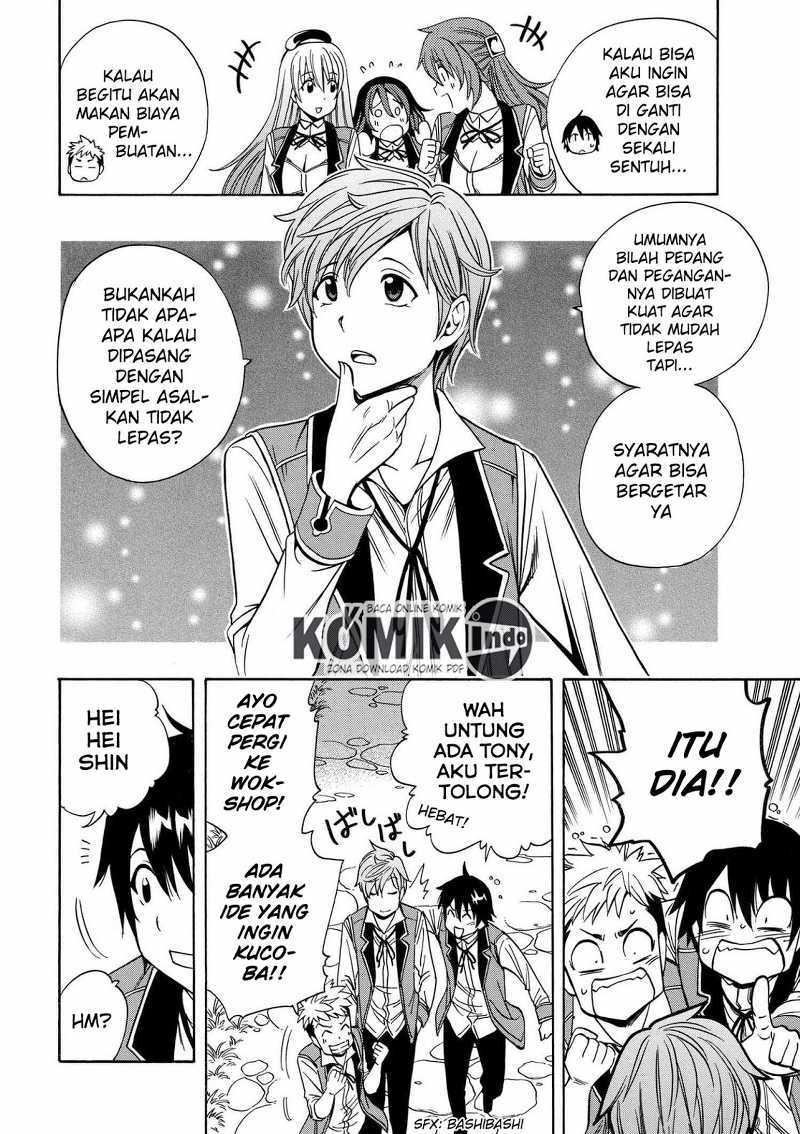 KALAU BISA
AKU INGIN
AGAR BISA
DI GANTI
DENGAN
SEKALI
SENTUH...
KALAU
BEGITU AKAN
MAKAN BIAYA
PEM-
BUATAN...
UMUMNYA
BILAH PEDANG
DAN PEGANGAN-
NYA DIBUAT
KUAT AGAR
TIDAK MUDAH
LEPAS
TAPI...
SYARATNYA
AGAR BISA
BERGETAR
YA
BUKANKAH
TIDAK APA-
APA KALAU
DIPASANG
DENGAN
SIMPEL ASAL-
KAN TIDAK
LEPAS?
BACA ONLINE KOMIK
KOMIK indo
ZONA DOWNLOAD KOMIK PDF
ITU
DIA!!
WAH
UNTUNG
ADA TONY,
AKU TER-
TOLONG!
HEBAT!
ばしばし
AYO
CEPAT
PERGI
KE
WOK-
SHOP!
ADA
BANYAK
IDE YANG
INGIN
KUCO-
BA!!
SFX: BASHIBASHI
HEI
HEI
SHIN
HM?